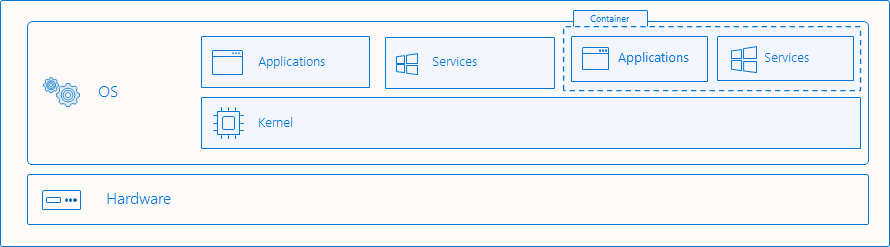 Container
Applications
Services
Applications
Services
OS
Kernel
Hardware